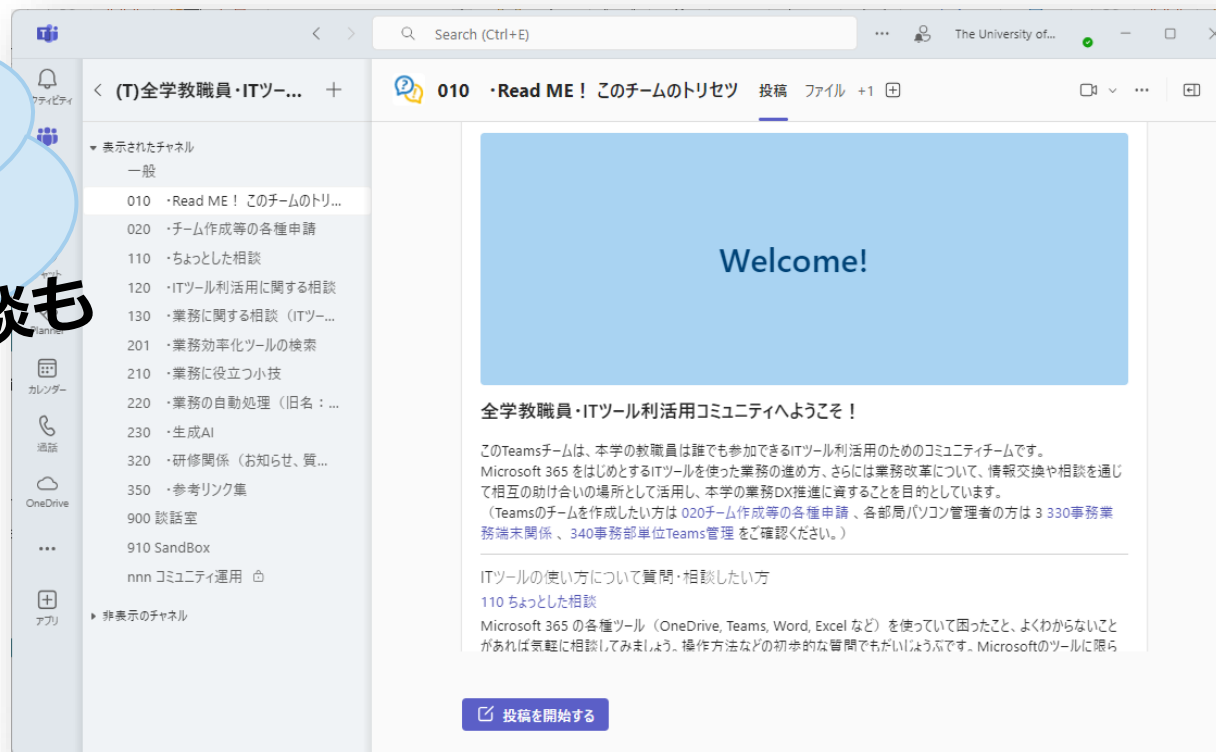 Search (Ctrl+E)
The University of...
(T)全学教職員・ITツー...
010 ・Read ME！このチームのトリセツ 投稿 ファイル +1
表示されたチャネル
一般
010 ・Read ME！ このチームのトリ...
020 ・チーム作成等の各種申請
110 ・ちょっとした相談
120 ・ITツール利活用に関する相談
130 ・業務に関する相談（ITツー...
201 ・業務効率化ツールの検索
210 ・業務に役立つ小技
220 ・業務の自動処理（旧名：...
230 ・生成AI
320 ・研修関係（お知らせ、質...
350 ・参考リンク集
900 談話室
910 SandBox
nnn コミュニティ運用
非表示のチャネル
談も
Planner
カレンダー
通話
OneDrive
アプリ
Welcome!
全学教職員・ITツール利活用コミュニティへようこそ！
このTeamsチームは、本学の教職員は誰でも参加できるITツール利活用のためのコミュニティチームです。
Microsoft 365 をはじめとするITツールを使った業務の進め方、さらには業務改革について、情報交換や相談を通じ
て相互の助け合いの場所として活用し、本学の業務DX推進に資することを目的としています。
（Teamsのチームを作成したい方は 020チーム作成等の各種申請 、各部局パソコン管理者の方は 3 330事務業
務端末関係 、 340事務部単位Teams管理 をご確認ください。）
ITツールの使い方について質問・相談したい方
110 ちょっとした相談
Microsoft 365 の各種ツール（OneDrive, Teams, Word, Excel など）を使っていて困ったこと、よくわからないこと
があれば気軽に相談してみましょう。操作方法などの初歩的な質問でもだいじょうぶです。Microsoftのツールに限ら
投稿を開始する